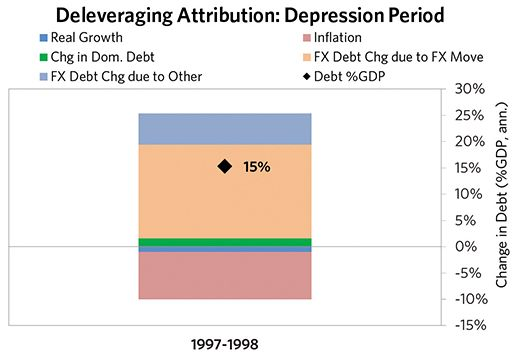 Deleveraging Attribution: Depression Period
Real Growth
Inflation
Chg in Dom. Debt
FX Debt Chg due to FX Move
FX Debt Chg due to Other
Debt %GDP
30%
25%
20%
15%
10%
5%
0%
-5%
-10%
-15%
Change in Debt (%GDP, ann.)
15%
1997-1998